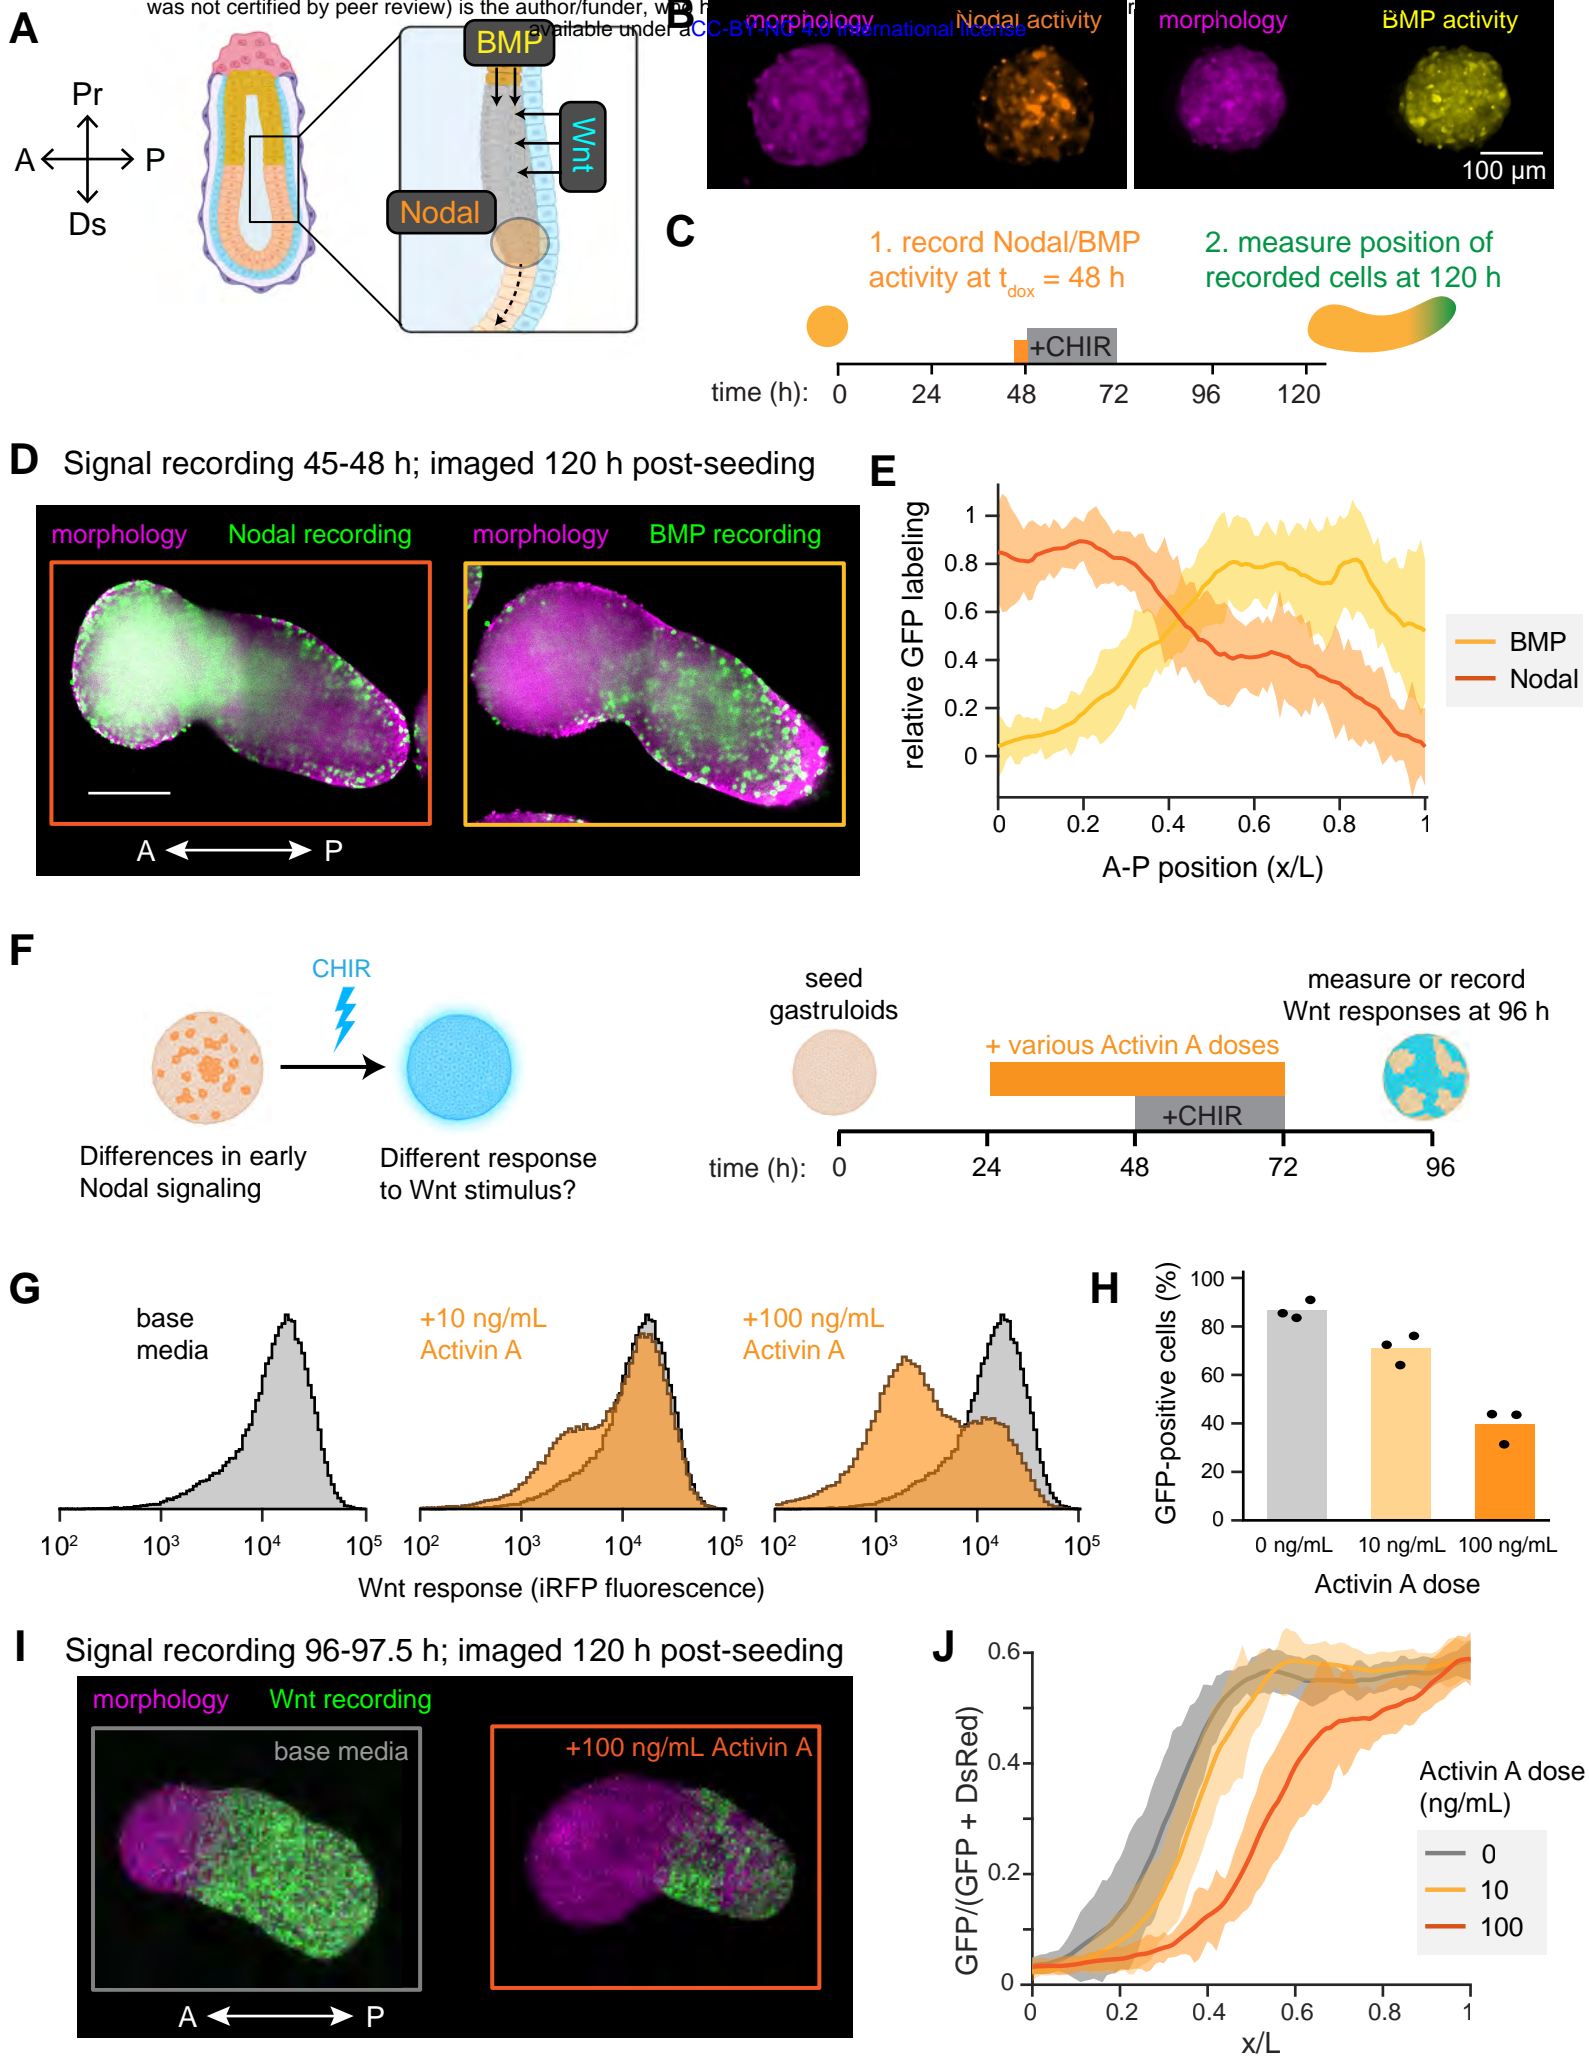 was not certified by peer review) is the author/funder, who h
available under aCC-BY-NC 4.0 International license
A
Pr
A
P
Ds
BMP
Wnt
Nodal
B
morphology
Nodal activity
morphology
BMP activity
100 µm
C
1. record Nodal/BMP
activity at tdox = 48 h
2. measure position of
recorded cells at 120 h
+CHIR
time (h):
0
24
48
72
96
120
D
Signal recording 45-48 h; imaged 120 h post-seeding
morphology
Nodal recording
morphology
BMP recording
A
P
E
relative GFP labeling
1
0.8
0.6
0.4
0.2
0
0
0.2
0.4
0.6
0.8
1
A-P position (x/L)
BMP
Nodal
F
CHIR
Differences in early
Nodal signaling
Different response
to Wnt stimulus?
seed
gastruloids
measure or record
Wnt responses at 96 h
+ various Activin A doses
+CHIR
time (h):
0
24
48
72
96
G
base
media
+10 ng/mL
Activin A
+100 ng/mL
Activin A
10²
10³
10⁴
10⁵
10²
10³
10⁴
10⁵
10²
10³
10⁴
10⁵
Wnt response (iRFP fluorescence)
H
GFP-positive cells (%)
100
80
60
40
20
0
0 ng/mL
10 ng/mL
100 ng/mL
Activin A dose
I
Signal recording 96-97.5 h; imaged 120 h post-seeding
morphology
Wnt recording
base media
+100 ng/mL Activin A
A
P
J
GFP/(GFP + DsRed)
0.6
0.4
0.2
0
0
0.2
0.4
0.6
0.8
1
x/L
Activin A dose
(ng/mL)
0
10
100